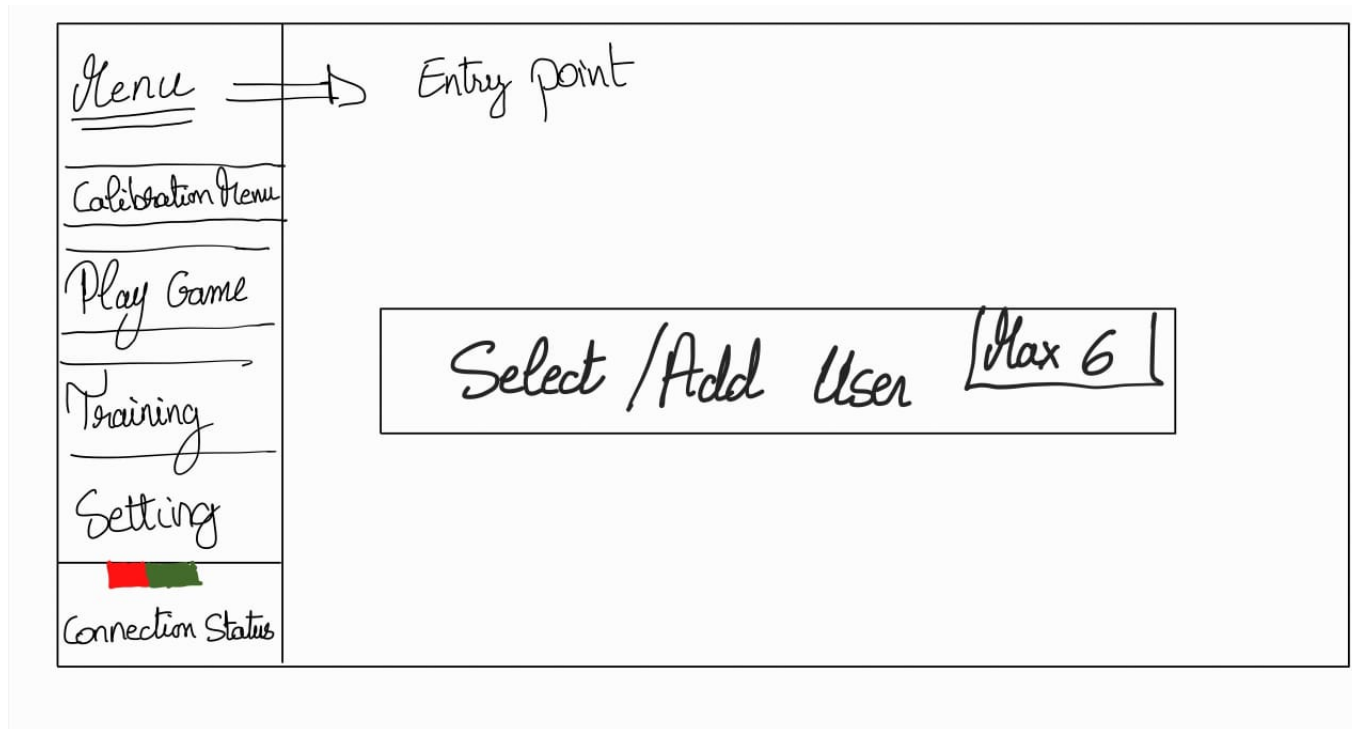 Menu
Entry point
Calibration Menu
Play Game
Training
Setting
Connection Status
Select / Add User
Max 6